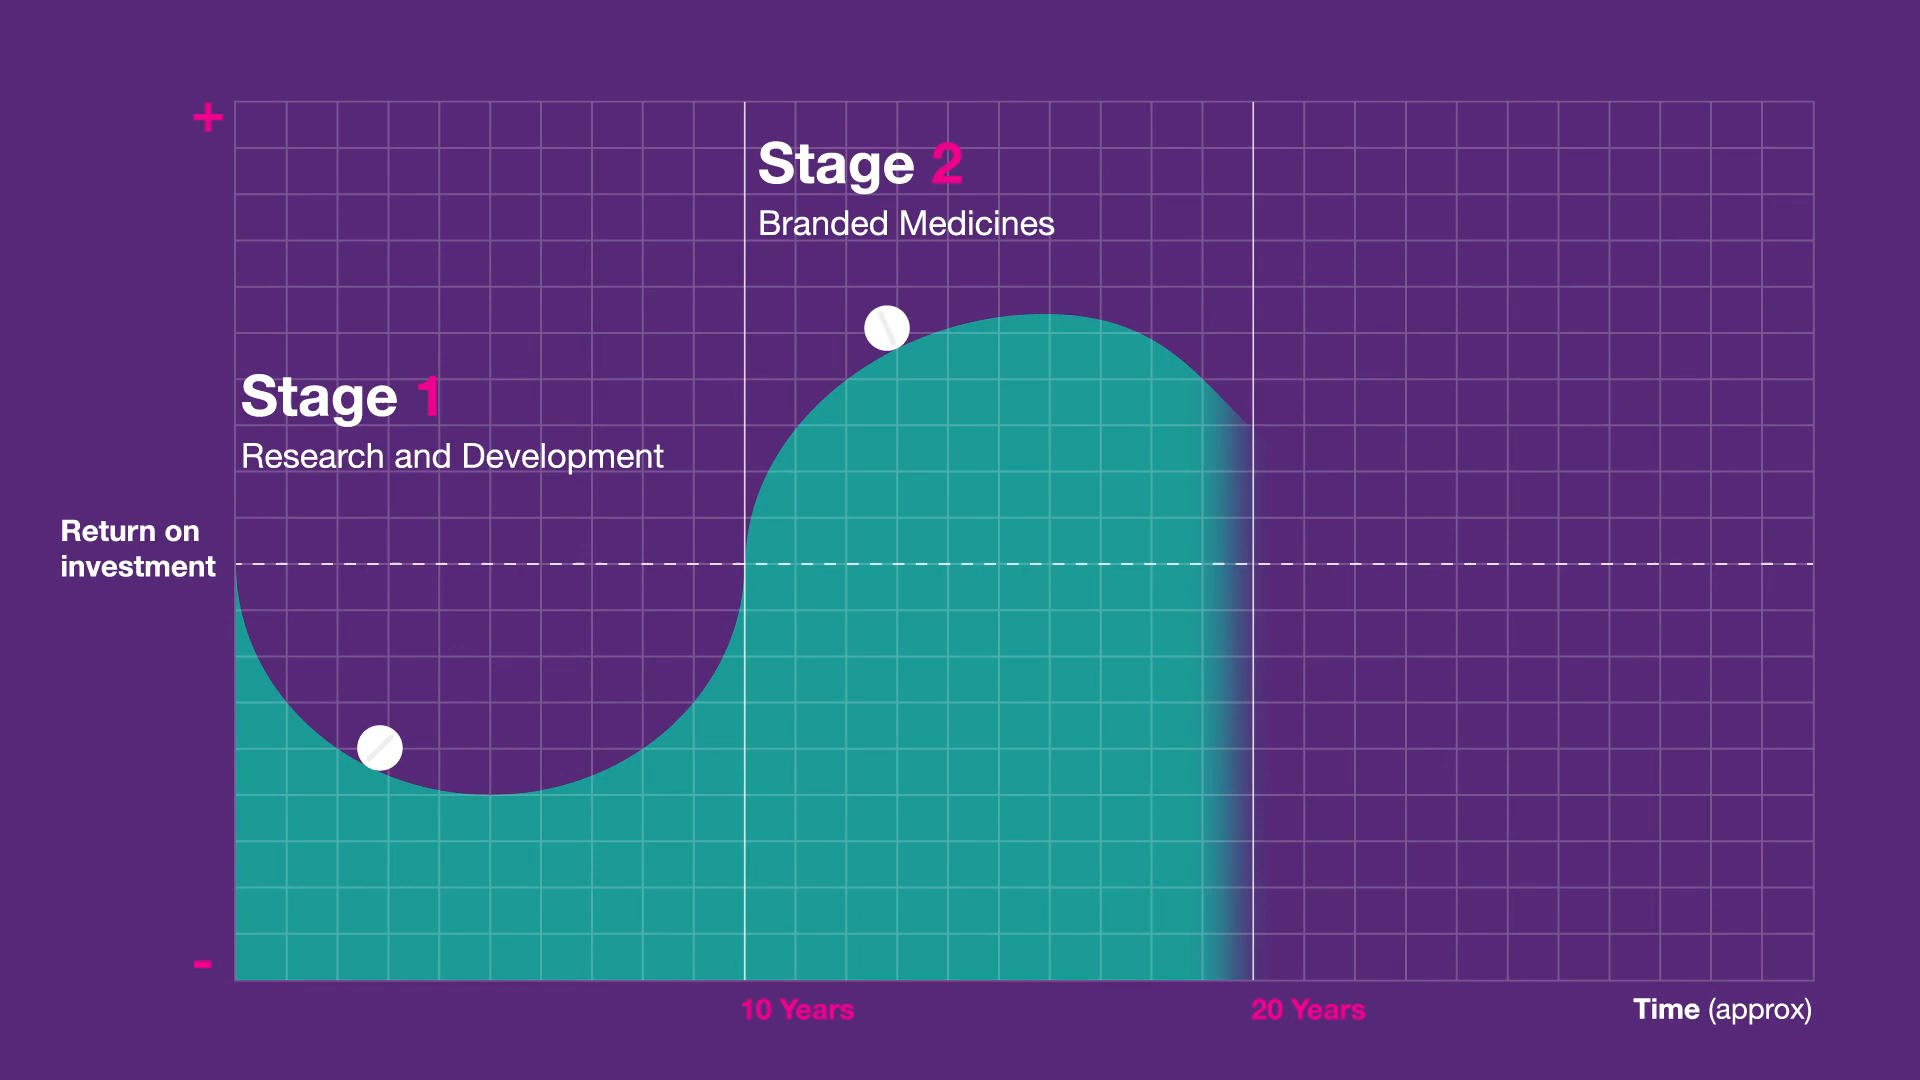 +
Stage 2
Branded Medicines
Stage 1
Research and Development
Return on
investment
-
10 Years
20 Years
Time (approx)